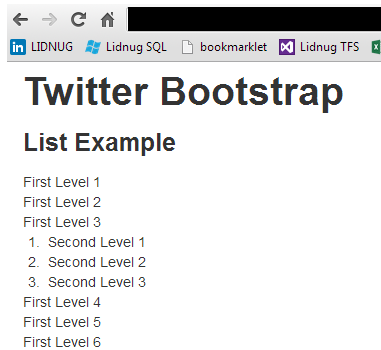 LIDNUG Lidnug SQL bookmarklet Lidnug TFS
Twitter Bootstrap
List Example
First Level 1
First Level 2
First Level 3
1. Second Level 1
2. Second Level 2
3. Second Level 3
First Level 4
First Level 5
First Level 6